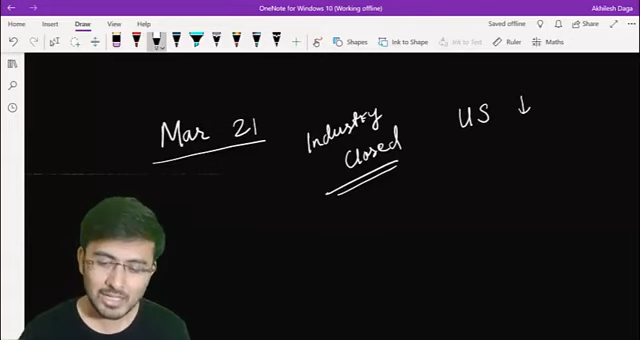 OneNote for Windows 10 (Working offline)
Akhilesh Daga
Home Insert Draw View Help
Saved offline
Shapes Ink to Shape Ink to Text Ruler Maths
Mar 21
Industry
Closed
US ↓